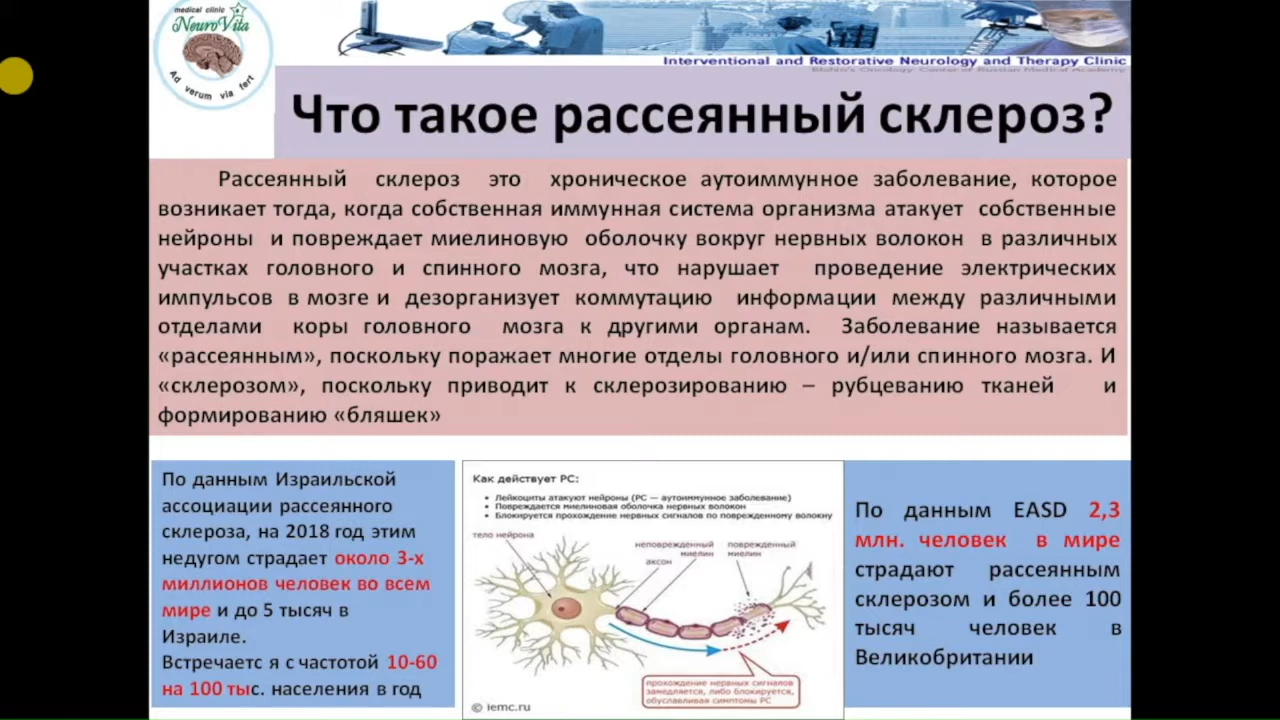 medical clinic
NeuroVita
Ad verum via fert
Interventional and Restorative Neurology and Therapy Clinic
Что такое рассеянный склероз?
Рассеянный склероз это хроническое аутоиммунное заболевание, которое
возникает тогда, когда собственная иммунная система организма атакует собственные
нейроны и повреждает миелиновую оболочку вокруг нервных волокон в различных
участках головного и спинного мозга, что нарушает проведение электрических
импульсов в мозге и дезорганизует коммутацию информации между различными
отделами коры головного мозга к другими органам. Заболевание называется
«рассеянным», поскольку поражает многие отделы головного и/или спинного мозга. И
«склерозом», поскольку приводит к склерозированию – рубцеванию тканей и
формированию «бляшек»
По данным Израильской
ассоциации рассеянного
склероза, на 2018 год этим
недугом страдает около 3-х
миллионов человек во всем
мире и до 5 тысяч в
Израиле.
Встречаетс я с частотой 10-60
на 100 тыс. населения в год
Как действует РС:
• Лейкоциты атакуют нейроны (РС — аутоиммунное заболевание)
• Повреждается миелиновая оболочка нервных волокон
• Блокируется прохождение нервных сигналов по поврежденному волокну
тело нейрона
неповрежденный
миелин
поврежденный
миелин
аксон
прохождение нервных сигналов
замедляется, либо блокируется,
обуславливая симптомы РС
© iemc.ru
По данным EASD 2,3
млн. человек в мире
страдают рассеянным
склерозом и более 100
тысяч человек в
Великобритании